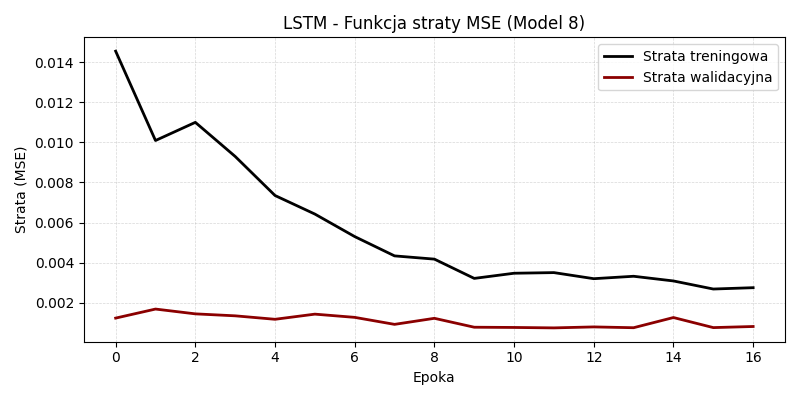 LSTM - Funkcja straty MSE (Model 8)
Strata treningowa
Strata walidacyjna
Strata (MSE)
0.014
0.012
0.010
0.008
0.006
0.004
0.002
0 2 4 6 8 10 12 14 16
Epoka